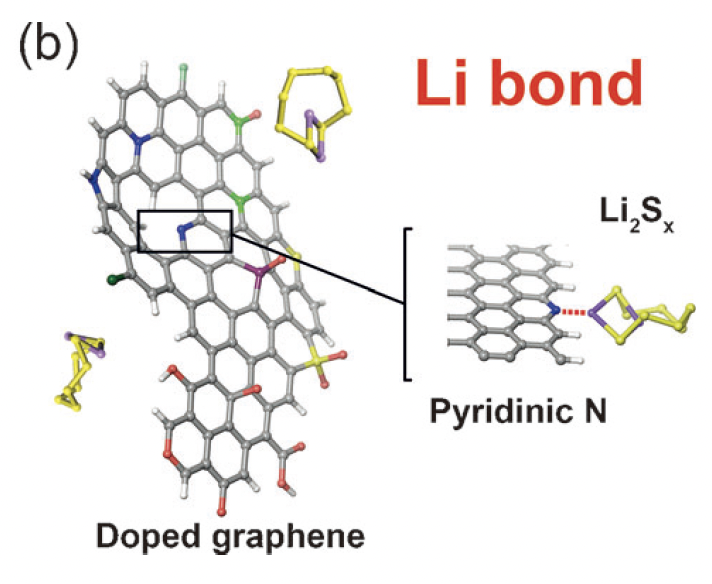 (b)
Li bond
Li₂Sₓ
Pyridinic N
Doped graphene